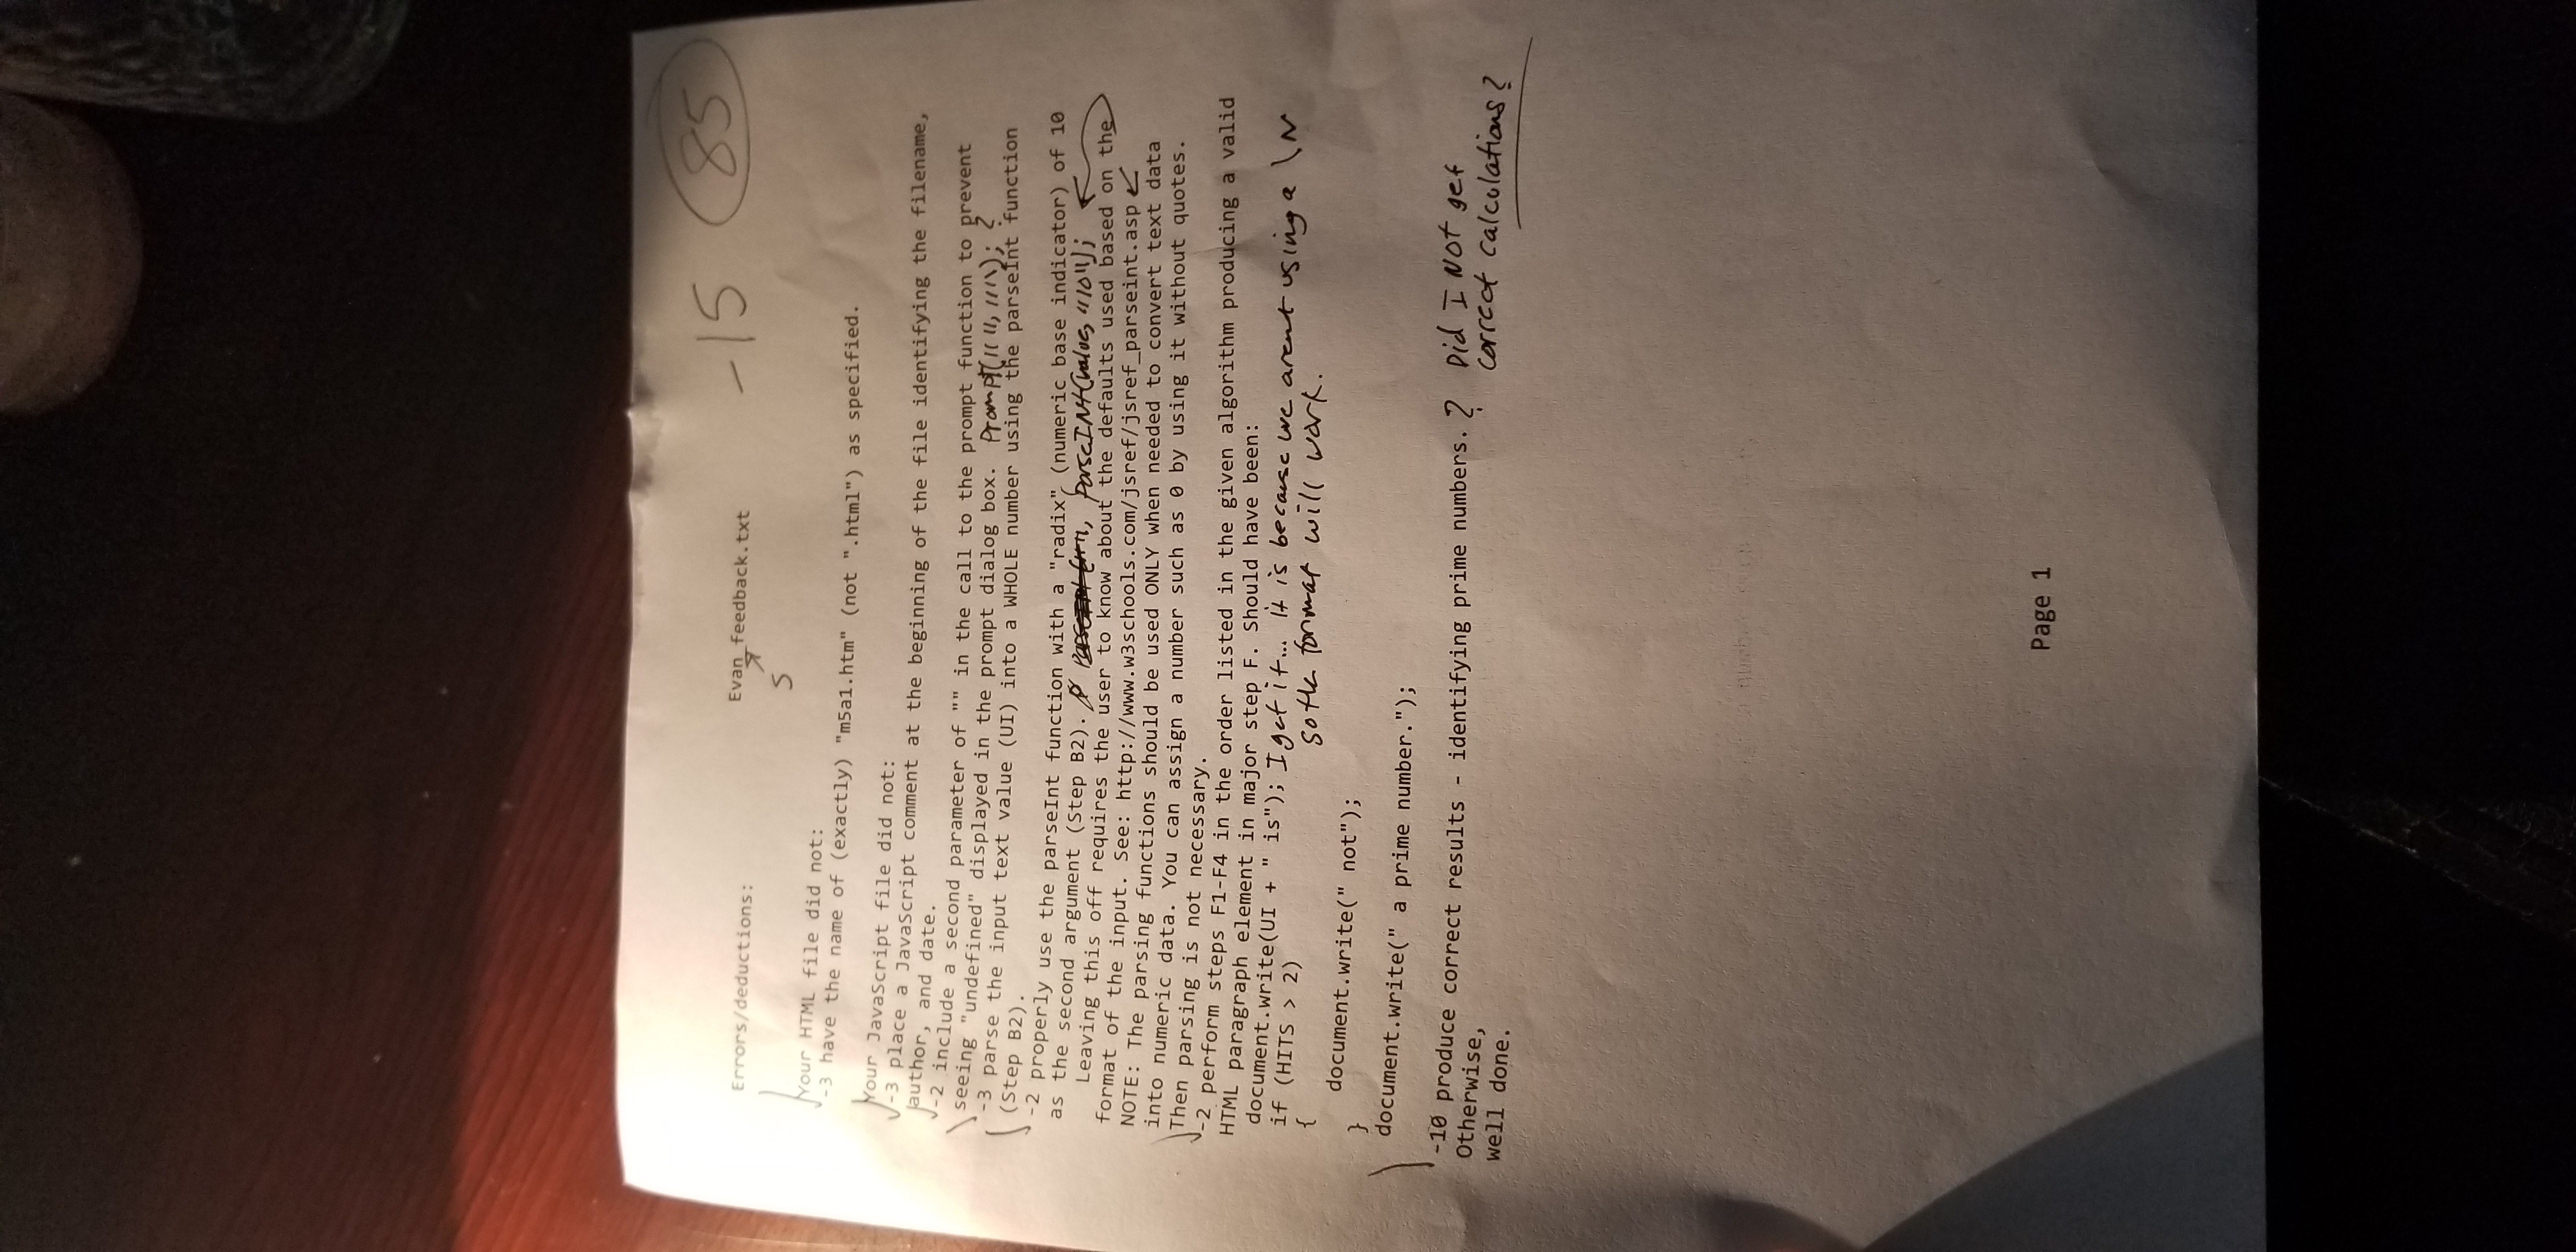 -15 85
Errors/deductions: Evan_feedback.txt
S
Your HTML file did not:
-3 have the name of (exactly) "m5a1.htm" (not ".html") as specified.
Your JavaScript file did not:
-3 place a JavaScript comment at the beginning of the file identifying the filename,
author, and date.
-2 include a second parameter of "" in the call to the prompt function to prevent
seeing "undefined" displayed in the prompt dialog box. Prompt(" ", ""); ?
-3 parse the input text value (UI) into a WHOLE number using the parseInt function
(Step B2).
-2 properly use the parseInt function with a "radix" (numeric base indicator) of 10
as the second argument (Step B2). parseINt(value, "10");
Leaving this off requires the user to know about the defaults used based on the
format of the input. See: http://www.w3schools.com/jsref/jsref_parseint.asp
NOTE: The parsing functions should be used ONLY when needed to convert text data
into numeric data. You can assign a number such as 0 by using it without quotes.
Then parsing is not necessary.
-2 perform steps F1-F4 in the order listed in the given algorithm producing a valid
HTML paragraph element in major step F. Should have been:
document.write(UI + " is"); I get it... it is because we arent using a \N
if (HITS > 2) so the format will work.
{
document.write(" not");
}
document.write(" a prime number.");
-10 produce correct results - identifying prime numbers. ? Did I Not get
Otherwise, correct calculations?
well done.
Page 1